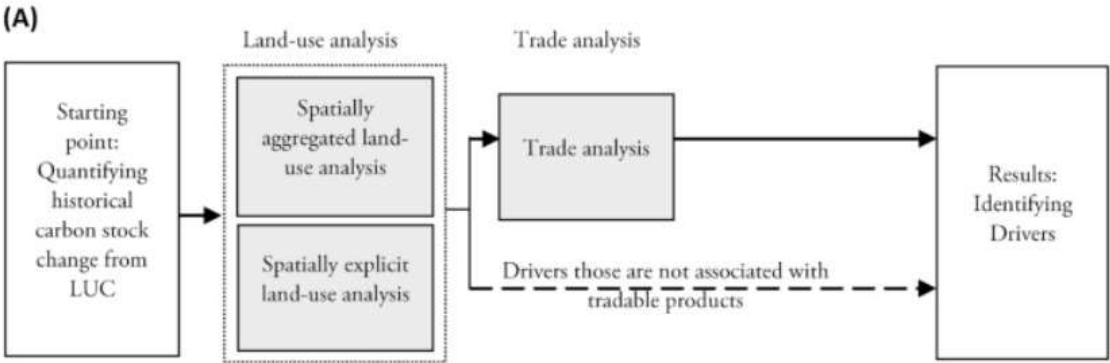 (A)
Land-use analysis
Trade analysis
Starting
point:
Quantifying
historical
carbon stock
change from
LUC
Spatially
aggregated land-
use analysis
Spatially explicit
land-use analysis
Trade analysis
Drivers those are not associated with
tradable products
Results:
Identifying
Drivers